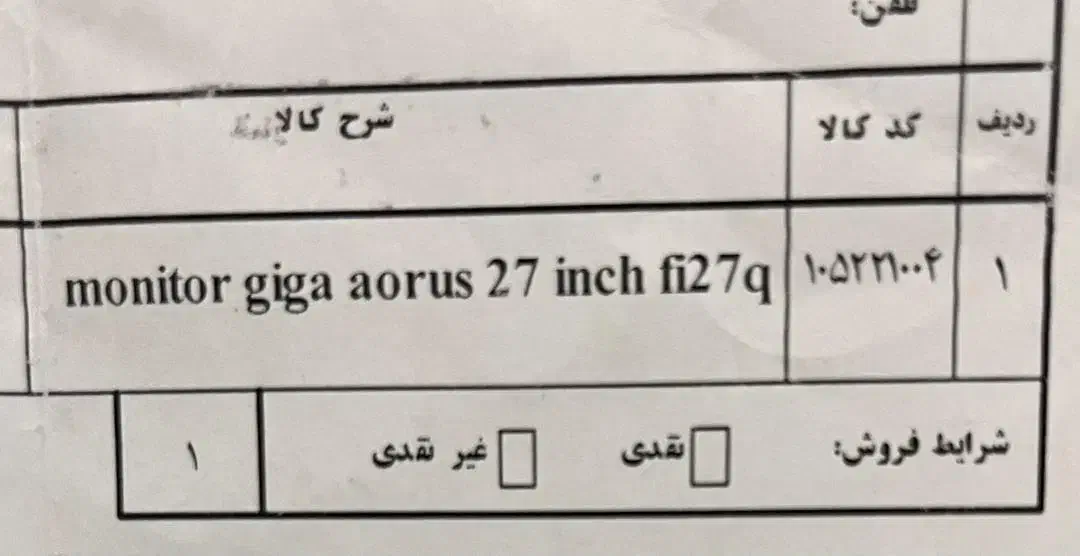 تلفن:
ردیف کد کالا شرح کالا
۱ ۱۰۵۲۲۱۰۰۴ monitor giga aorus 27 inch fi27q
شرایط فروش: نقدی غیر نقدی ۱